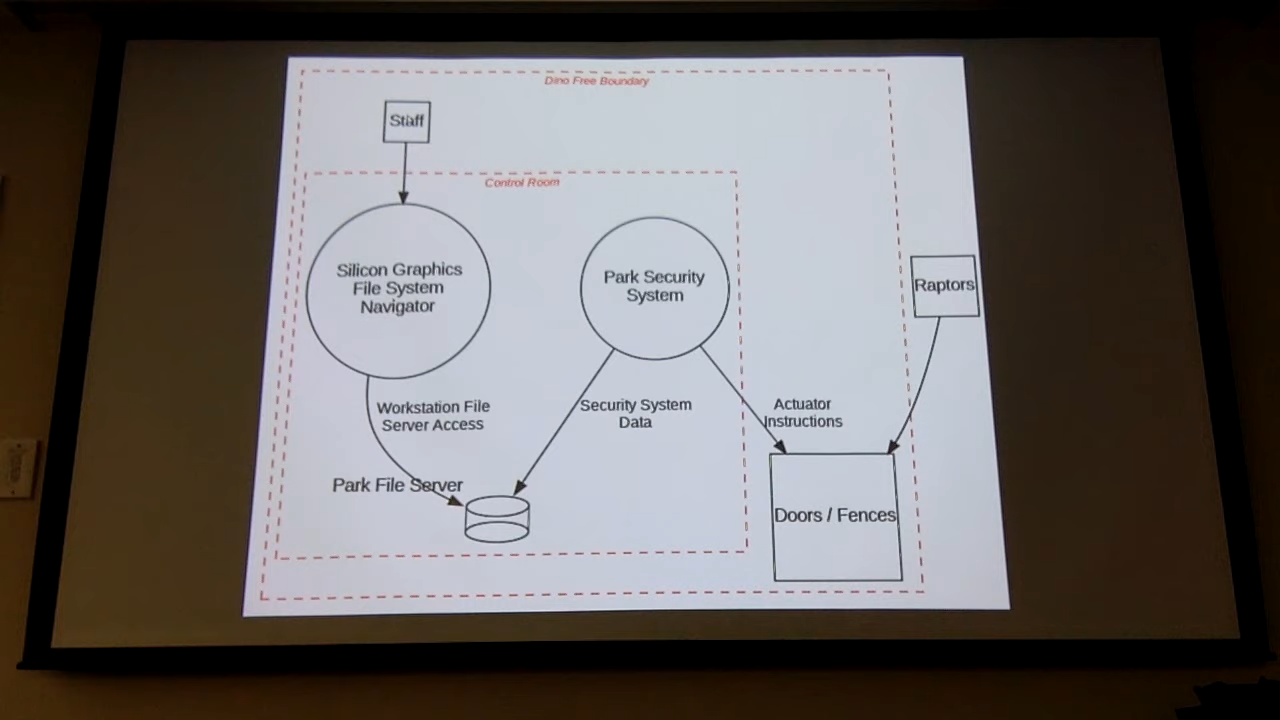 Dino Free Boundary
Staff
Control Room
Silicon Graphics
File System
Navigator
Park Security
System
Raptors
Workstation File
Server Access
Security System
Data
Actuator
Instructions
Park File Server
Doors / Fences